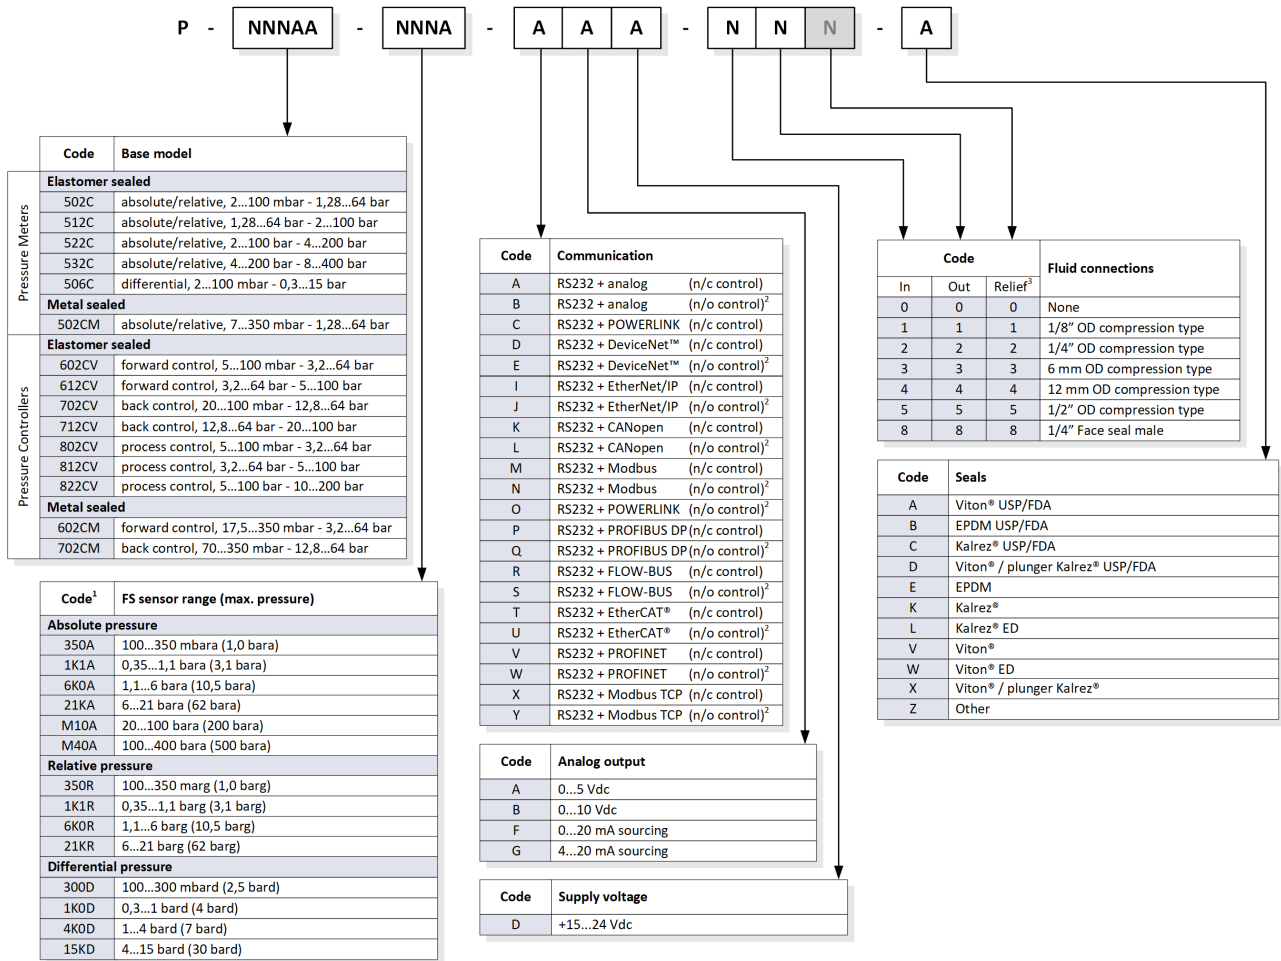 P - NNNAA - NNNA - A A A - N N N - A
Code Base model
Pressure Meters
Elastomer sealed
502C absolute/relative, 2...100 mbar - 1,28...64 bar
512C absolute/relative, 1,28...64 bar - 2...100 bar
522C absolute/relative, 2...100 bar - 4...200 bar
532C absolute/relative, 4...200 bar - 8...400 bar
506C differential, 2...100 mbar - 0,3...15 bar
Metal sealed
502CM absolute/relative, 7...350 mbar - 1,28...64 bar
Pressure Controllers
Elastomer sealed
602CV forward control, 5...100 mbar - 3,2...64 bar
612CV forward control, 3,2...64 bar - 5...100 bar
702CV back control, 20...100 mbar - 12,8...64 bar
712CV back control, 12,8...64 bar - 20...100 bar
802CV process control, 5...100 mbar - 3,2...64 bar
812CV process control, 3,2...64 bar - 5...100 bar
822CV process control, 5...100 bar - 10...200 bar
Metal sealed
602CM forward control, 17,5...350 mbar - 3,2...64 bar
702CM back control, 70...350 mbar - 12,8...64 bar
Code¹ FS sensor range (max. pressure)
Absolute pressure
350A 100...350 mbara (1,0 bara)
1K1A 0,35...1,1 bara (3,1 bara)
6K0A 1,1...6 bara (10,5 bara)
21KA 6...21 bara (62 bara)
M10A 20...100 bara (200 bara)
M40A 100...400 bara (500 bara)
Relative pressure
350R 100...350 marg (1,0 barg)
1K1R 0,35...1,1 barg (3,1 barg)
6K0R 1,1...6 barg (10,5 barg)
21KR 6...21 barg (62 barg)
Differential pressure
300D 100...300 mbard (2,5 bard)
1K0D 0,3...1 bard (4 bard)
4K0D 1...4 bard (7 bard)
15KD 4...15 bard (30 bard)
Code Communication
A RS232 + analog (n/c control)
B RS232 + analog (n/o control)²
C RS232 + POWERLINK (n/c control)
D RS232 + DeviceNet™ (n/c control)
E RS232 + DeviceNet™ (n/o control)²
I RS232 + EtherNet/IP (n/c control)
J RS232 + EtherNet/IP (n/o control)²
K RS232 + CANopen (n/c control)
L RS232 + CANopen (n/o control)²
M RS232 + Modbus (n/c control)
N RS232 + Modbus (n/o control)²
O RS232 + POWERLINK (n/o control)²
P RS232 + PROFIBUS DP (n/c control)
Q RS232 + PROFIBUS DP (n/o control)²
R RS232 + FLOW-BUS (n/c control)
S RS232 + FLOW-BUS (n/o control)²
T RS232 + EtherCAT® (n/c control)
U RS232 + EtherCAT® (n/o control)²
V RS232 + PROFINET (n/c control)
W RS232 + PROFINET (n/o control)²
X RS232 + Modbus TCP (n/c control)
Y RS232 + Modbus TCP (n/o control)²
Code Analog output
A 0...5 Vdc
B 0...10 Vdc
F 0...20 mA sourcing
G 4...20 mA sourcing
Code Supply voltage
D +15...24 Vdc
Code Fluid connections
In Out Relief³
0 0 0 None
1 1 1 1/8” OD compression type
2 2 2 1/4” OD compression type
3 3 3 6 mm OD compression type
4 4 4 12 mm OD compression type
5 5 5 1/2” OD compression type
8 8 8 1/4” Face seal male
Code Seals
A Viton® USP/FDA
B EPDM USP/FDA
C Kalrez® USP/FDA
D Viton® / plunger Kalrez® USP/FDA
E EPDM
K Kalrez®
L Kalrez® ED
V Viton®
W Viton® ED
X Viton® / plunger Kalrez®
Z Other